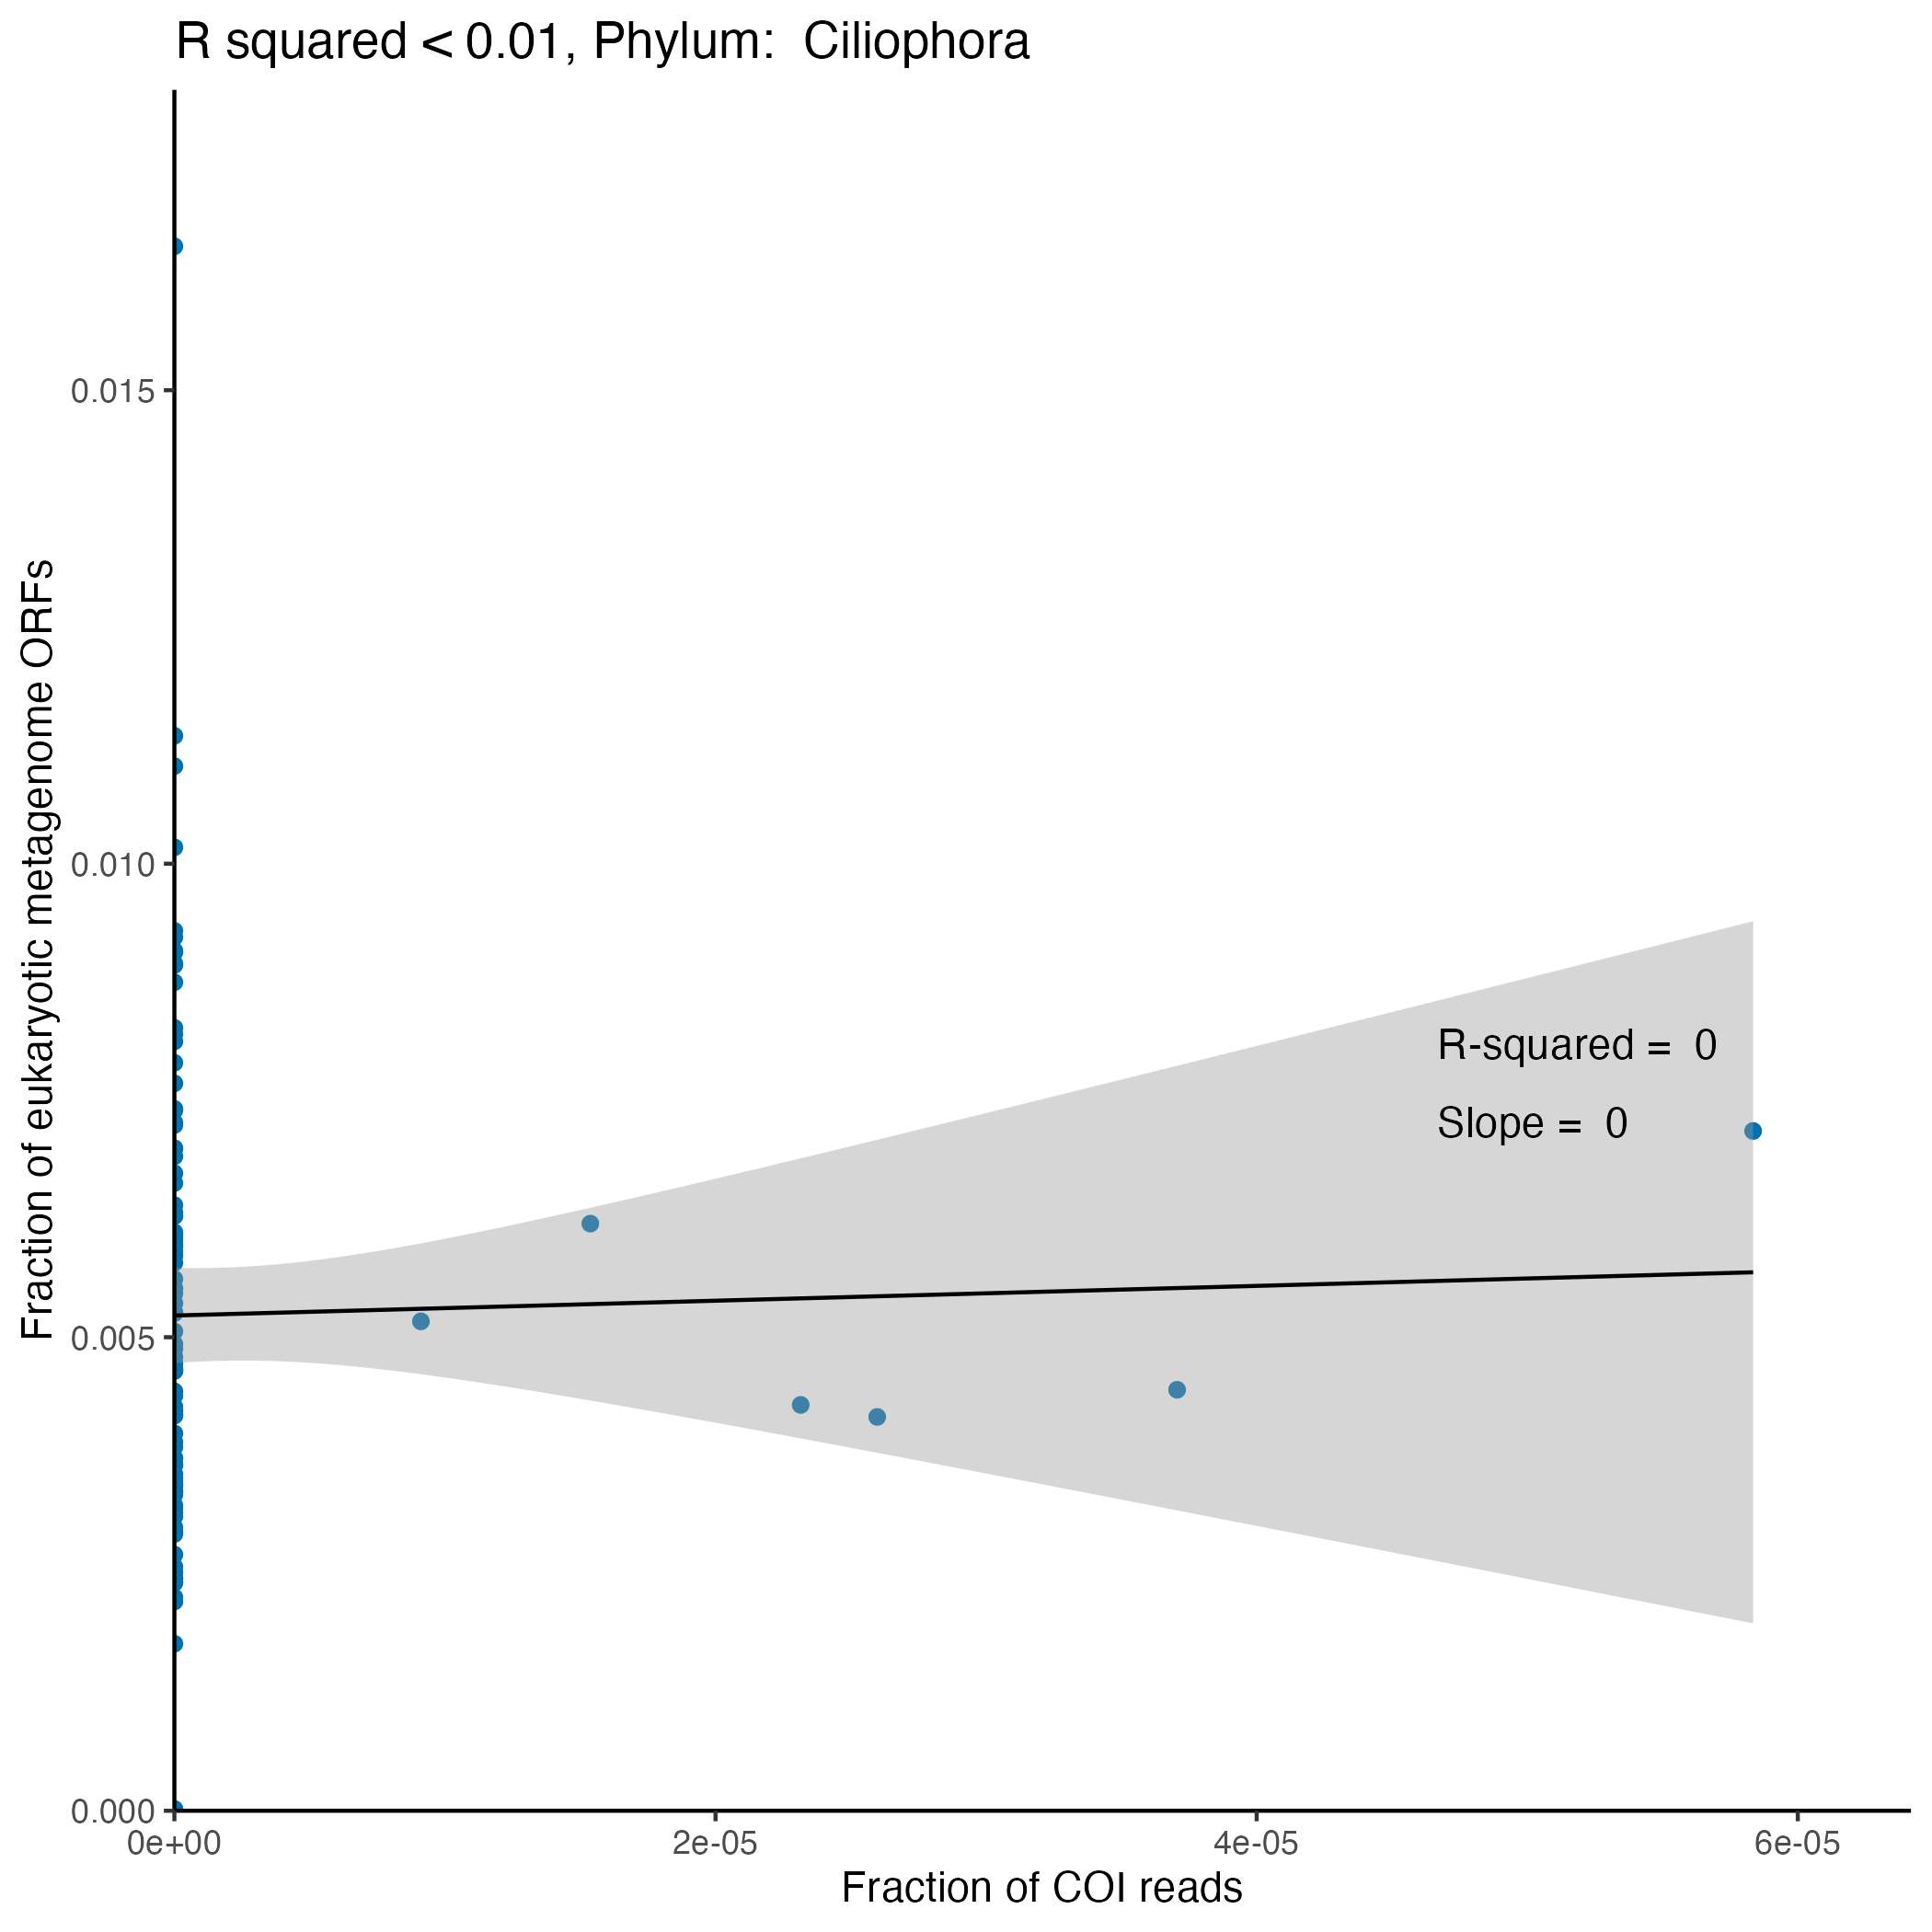 R squared < 0.01, Phylum:  Ciliophora
Fraction of eukaryotic metagenome ORFs
0.015
0.010
0.005
0.000
R-squared =  0
Slope =  0
0e+00
2e-05
4e-05
6e-05
Fraction of COI reads